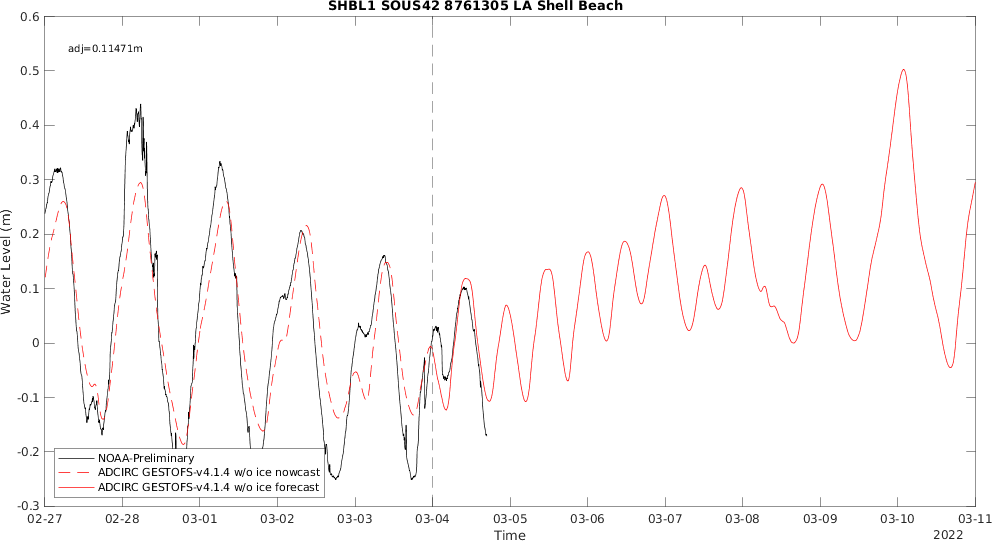 SHBL1 SOUS42 8761305 LA Shell Beach
adj=0.11471m
0.6
0.5
0.4
0.3
0.2
0.1
0
-0.1
-0.2
-0.3
Water Level (m)
NOAA-Preliminary
ADCIRC GESTOFS-v4.1.4 w/o ice nowcast
ADCIRC GESTOFS-v4.1.4 w/o ice forecast
02-27 02-28 03-01 03-02 03-03 03-04 03-05 03-06 03-07 03-08 03-09 03-10 03-11
Time
2022